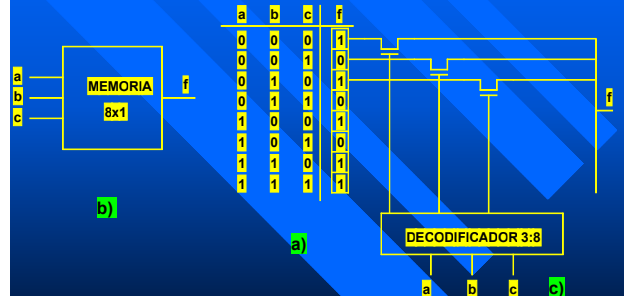 a
b
c
MEMORIA
8x1
f
b)
a b c f
0 0 0 1
0 0 1 0
0 1 0 1
0 1 1 0
1 0 0 1
1 0 1 0
1 1 0 1
1 1 1 1
a)
f
DECODIFICADOR 3:8
a b c
c)